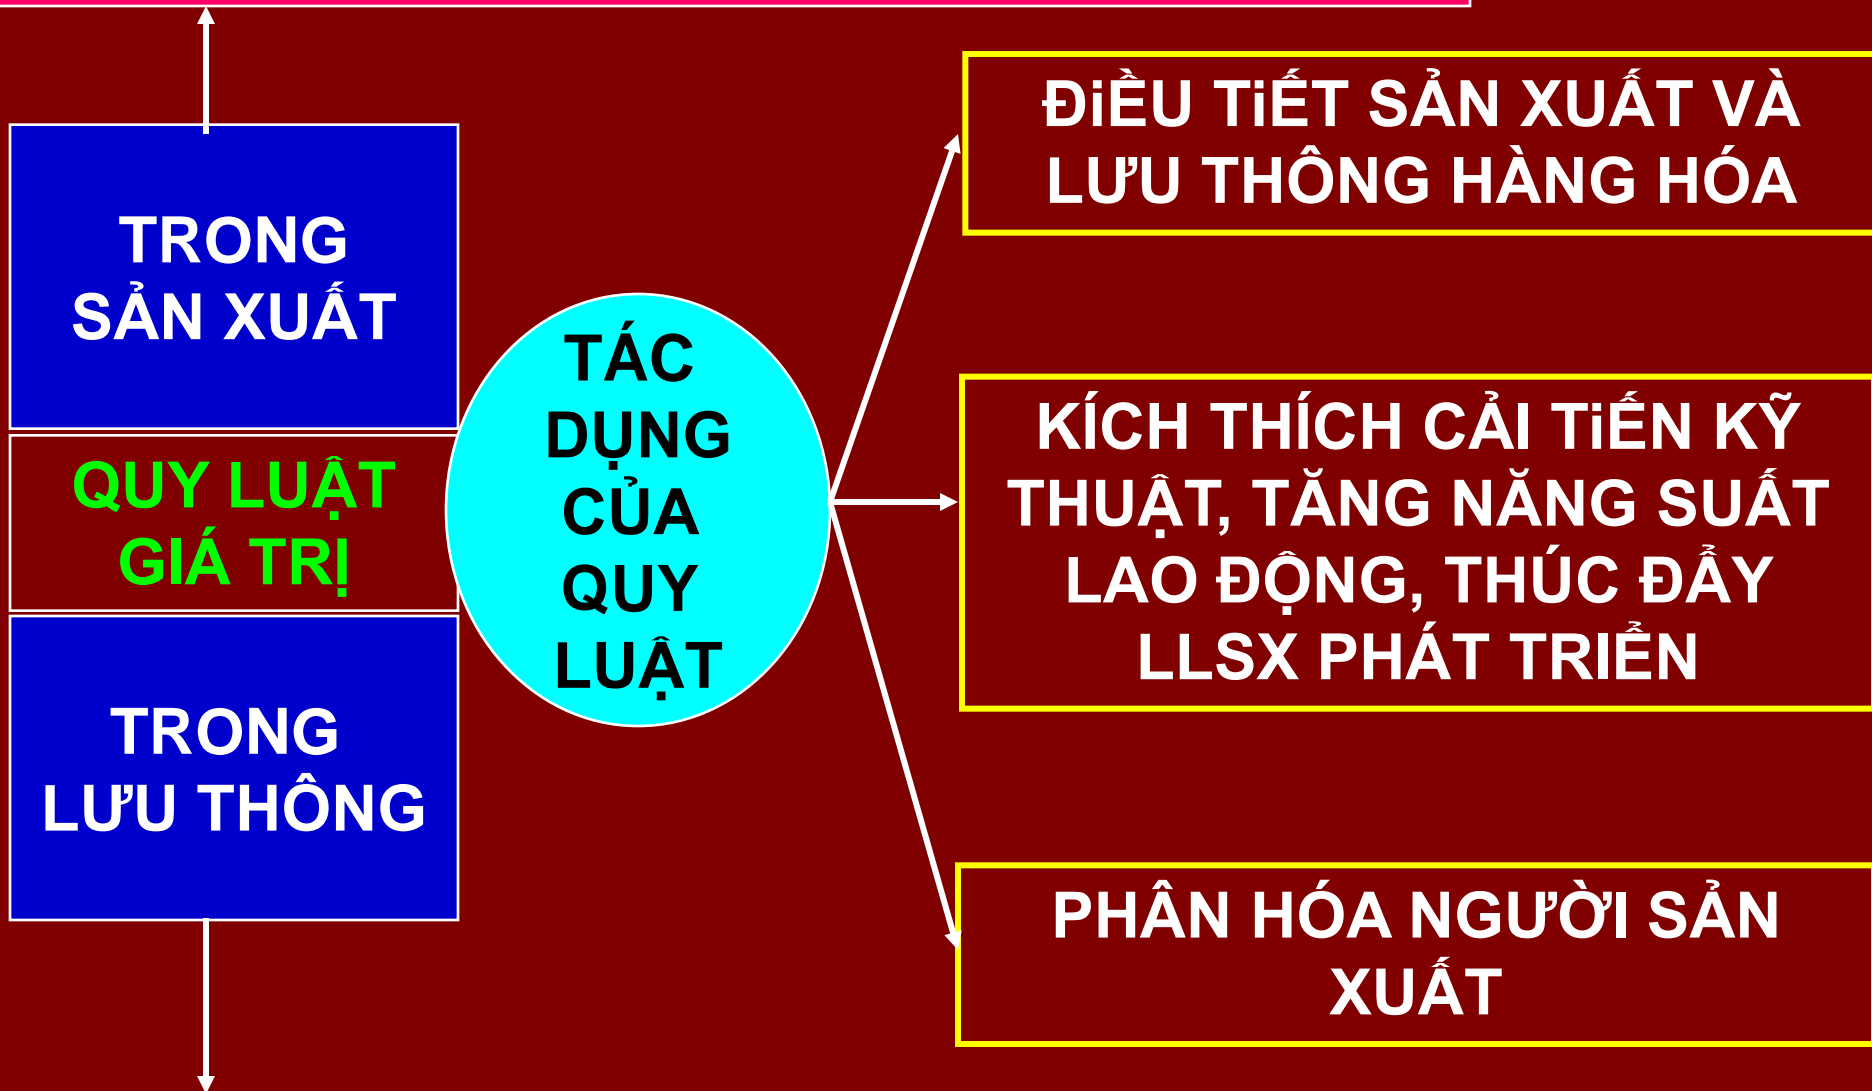 TRONG
SẢN XUẤT
QUY LUẬT
GIÁ TRỊ
TRONG
LƯU THÔNG
TÁC
DỤNG
CỦA
QUY
LUẬT
ĐiỀU TiẾT SẢN XUẤT VÀ
LƯU THÔNG HÀNG HÓA
KÍCH THÍCH CẢI TiẾN KỸ
THUẬT, TĂNG NĂNG SUẤT
LAO ĐỘNG, THÚC ĐẨY
LLSX PHÁT TRIỂN
PHÂN HÓA NGƯỜI SẢN
XUẤT